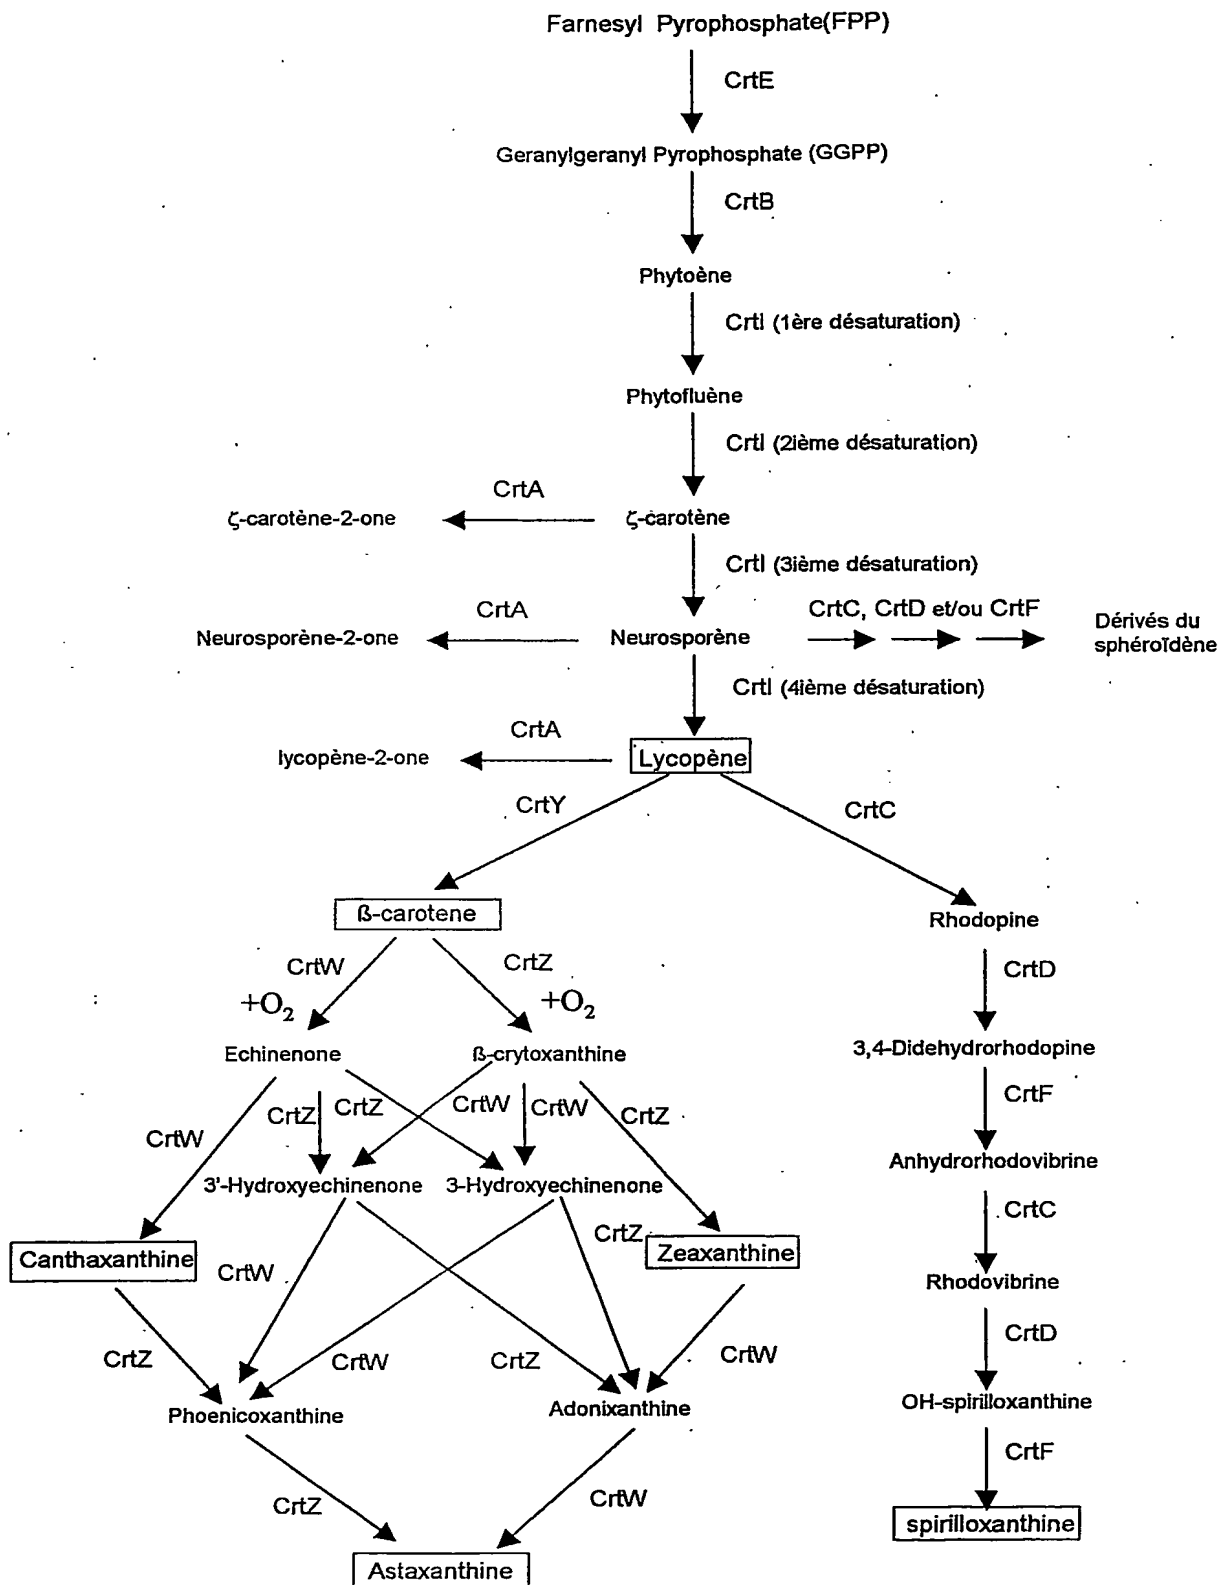 Farnesyl Pyrophosphate(FPP)
CrtE
Geranylgeranyl Pyrophosphate (GGPP)
CrtB
Phytoène
CrtI (1ère désaturation)
Phytofluène
CrtI (2ième désaturation)
CrtA
ζ-carotène-2-one
ζ-carotène
CrtI (3ième désaturation)
CrtA
CrtC, CrtD et/ou CrtF
Neurosporène-2-one
Neurosporène
Dérivés du
sphéroïdène
CrtI (4ième désaturation)
CrtA
lycopène-2-one
Lycopène
CrtY
CrtC
ß-carotene
Rhodopine
CrtW
CrtZ
CrtD
+O2
+O2
Echinenone
ß-crytoxanthine
3,4-Didehydrorhodopine
CrtW
CrtZ
CrtZ
CrtW
CrtW
CrtZ
CrtF
3'-Hydroxyechinenone
3-Hydroxyechinenone
Anhydrorhodovibrine
CrtC
Canthaxanthine
CrtW
CrtZ
Zeaxanthine
Rhodovibrine
CrtZ
CrtW
CrtZ
CrtW
CrtD
Phoenicoxanthine
Adonixanthine
OH-spirilloxanthine
CrtF
CrtZ
CrtW
spirilloxanthine
Astaxanthine